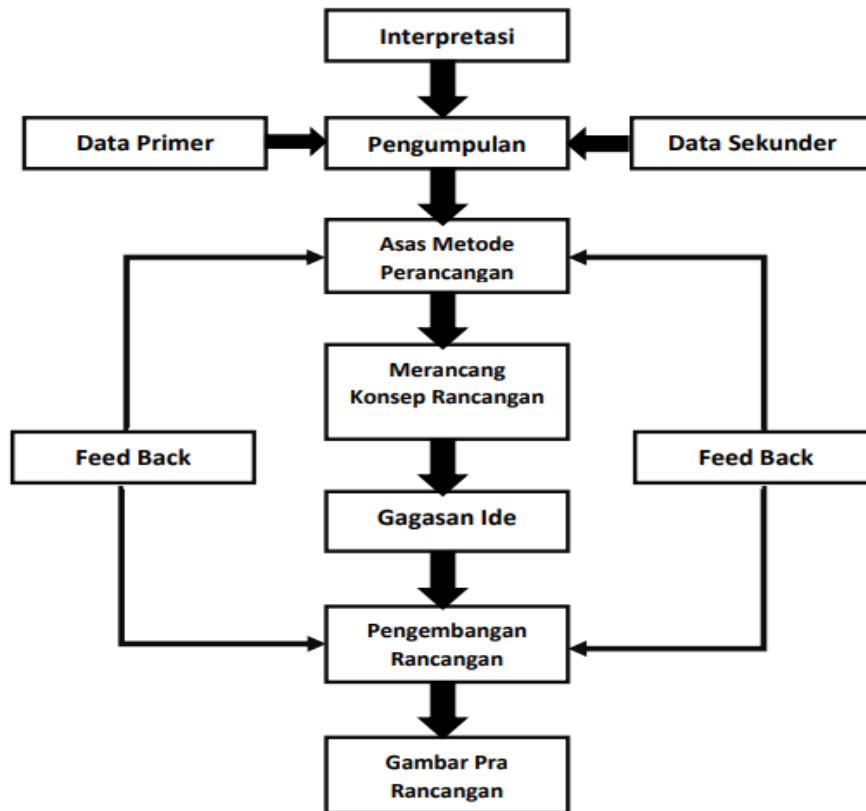 Interpretasi
Data Primer
Pengumpulan
Data Sekunder
Asas Metode
Perancangan
Merancang
Konsep Rancangan
Feed Back
Feed Back
Gagasan Ide
Pengembangan
Rancangan
Gambar Pra
Rancangan